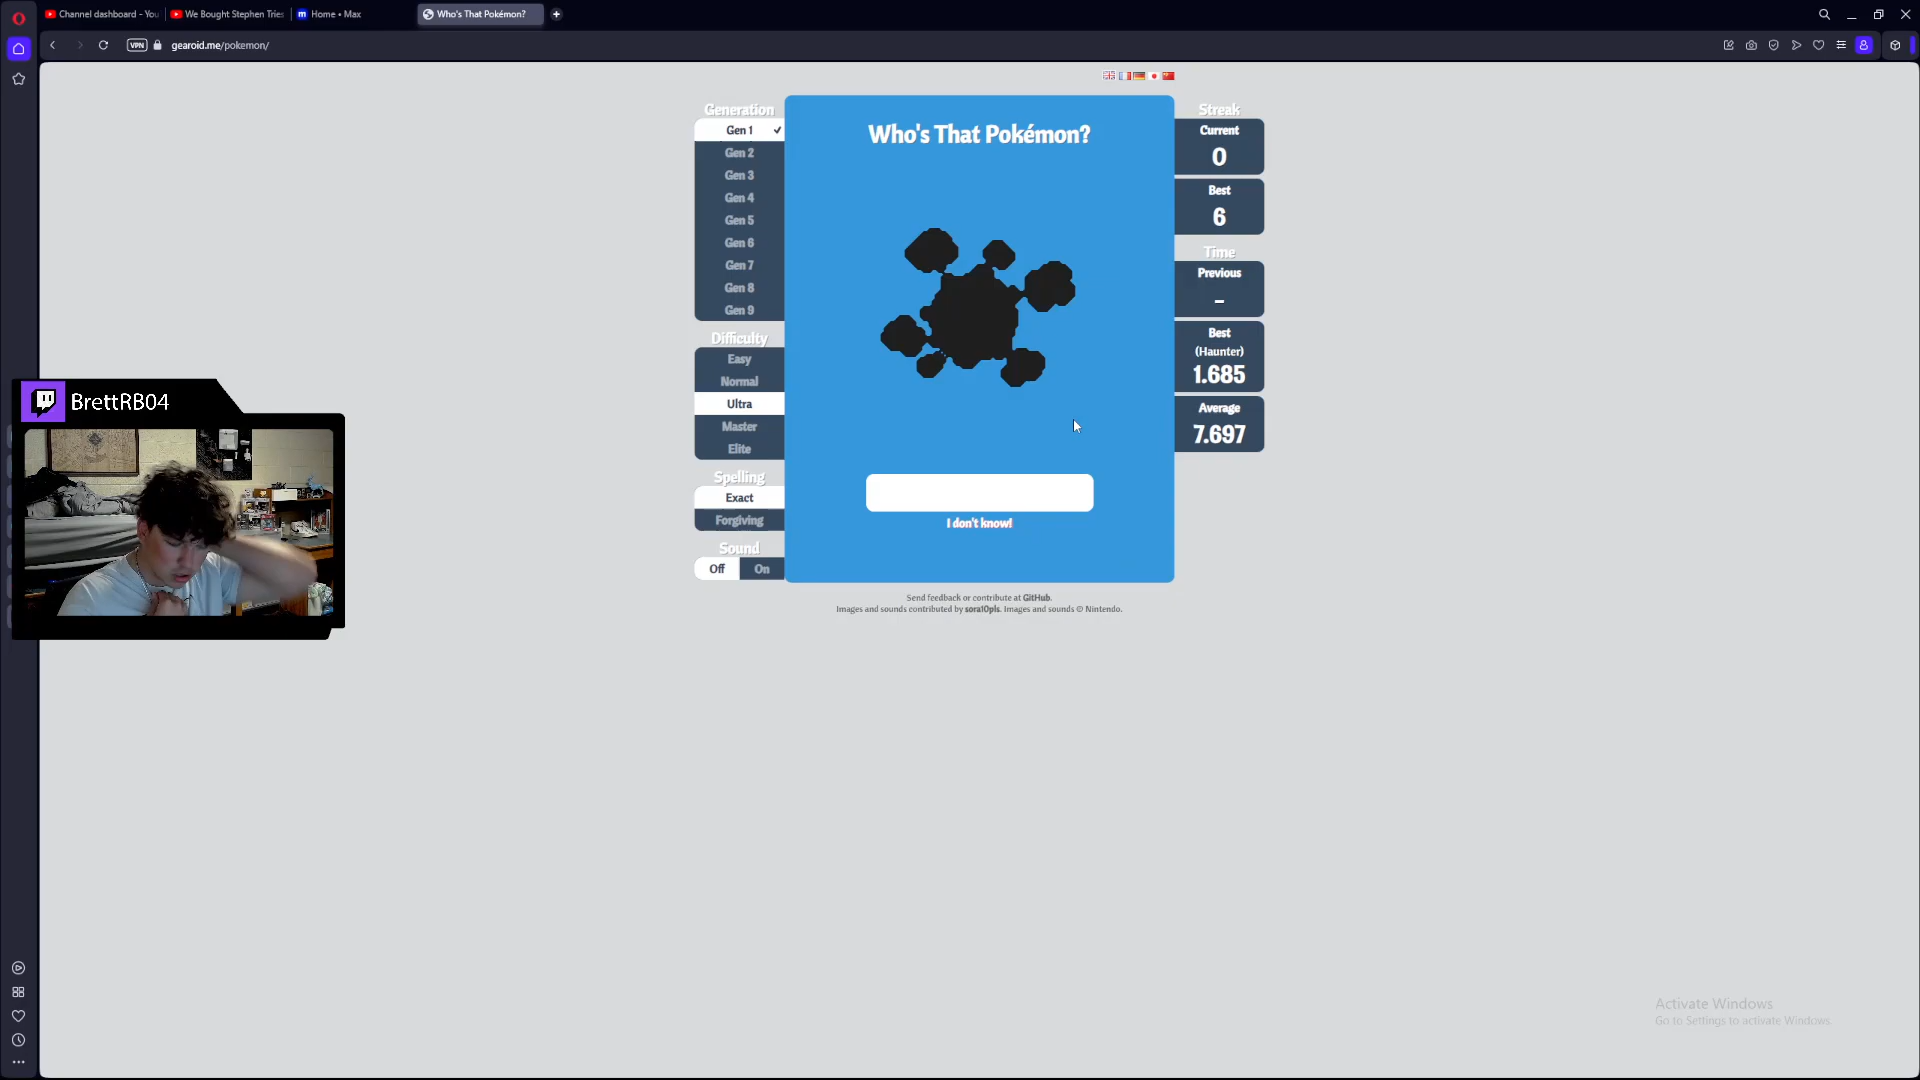 Channel dashboard - You
We Bought Stephen Tries
Home • Max
Who's That Pokémon?
VPN
gearoid.me/pokemon/
Generation
Gen 1
Gen 2
Gen 3
Gen 4
Gen 5
Gen 6
Gen 7
Gen 8
Gen 9
Difficulty
Easy
Normal
Ultra
Master
Elite
Spelling
Exact
Forgiving
Sound
Off On
Who's That Pokémon?
I don't know!
Streak
Current
0
Best
6
Time
Previous
–
Best
(Haunter)
1.685
Average
7.697
Send feedback or contribute at GitHub.
Images and sounds contributed by sora10pls. Images and sounds © Nintendo.
BrettRB04
Activate Windows
Go to Settings to activate Windows.